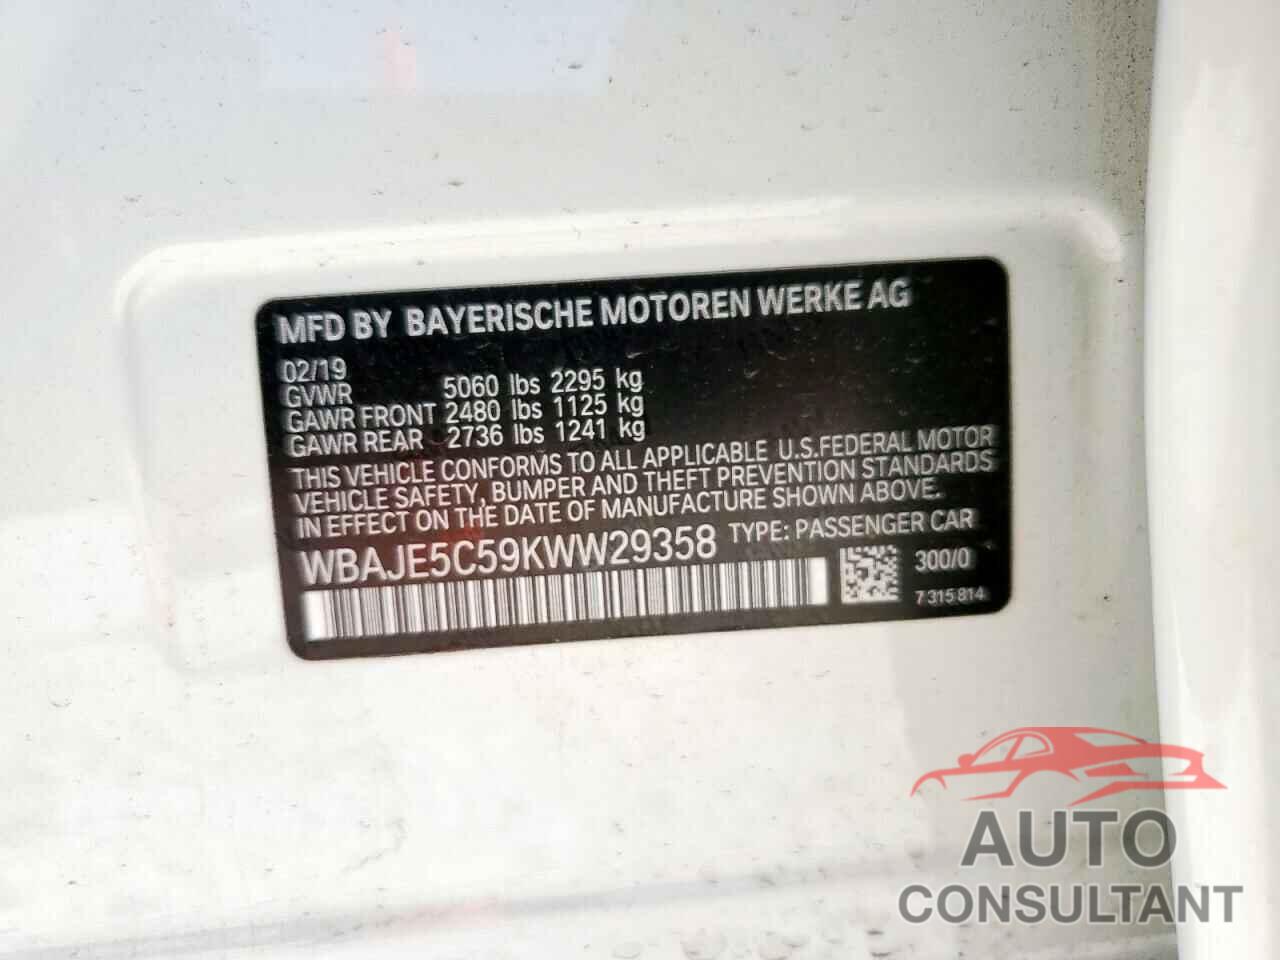 MFD BY BAYERISCHE MOTOREN WERKE AG
02/19
GVWR 5060 lbs 2295 kg
GAWR FRONT 2480 lbs 1125 kg
GAWR REAR 2736 lbs 1241 kg
THIS VEHICLE CONFORMS TO ALL APPLICABLE U.S.FEDERAL MOTOR
VEHICLE SAFETY, BUMPER AND THEFT PREVENTION STANDARDS
IN EFFECT ON THE DATE OF MANUFACTURE SHOWN ABOVE.
WBAJE5C59KWW29358 TYPE: PASSENGER CAR
300/0
7 315 814
AUTO
CONSULTANT